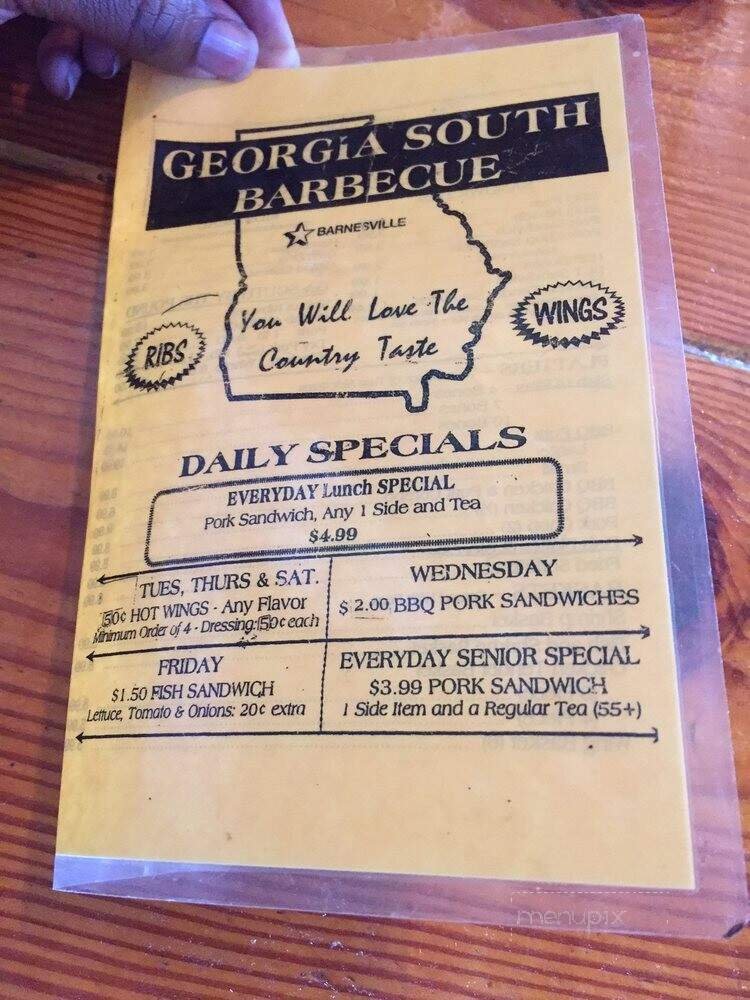 GEORGIA SOUTH
BARBECUE
BARNESVILLE
You Will Love The
Country Taste
RIBS
WINGS
DAILY SPECIALS
EVERYDAY Lunch SPECIAL
Pork Sandwich, Any 1 Side and Tea
$4.99
TUES, THURS & SAT.
50¢ HOT WINGS - Any Flavor
Minimum Order of 4 - Dressing: 50¢ each
WEDNESDAY
$2.00 BBQ PORK SANDWICHES
FRIDAY
$1.50 FISH SANDWICH
Lettuce, Tomato & Onions: 20¢ extra
EVERYDAY SENIOR SPECIAL
$3.99 PORK SANDWICH
1 Side Item and a Regular Tea (55+)
menupix